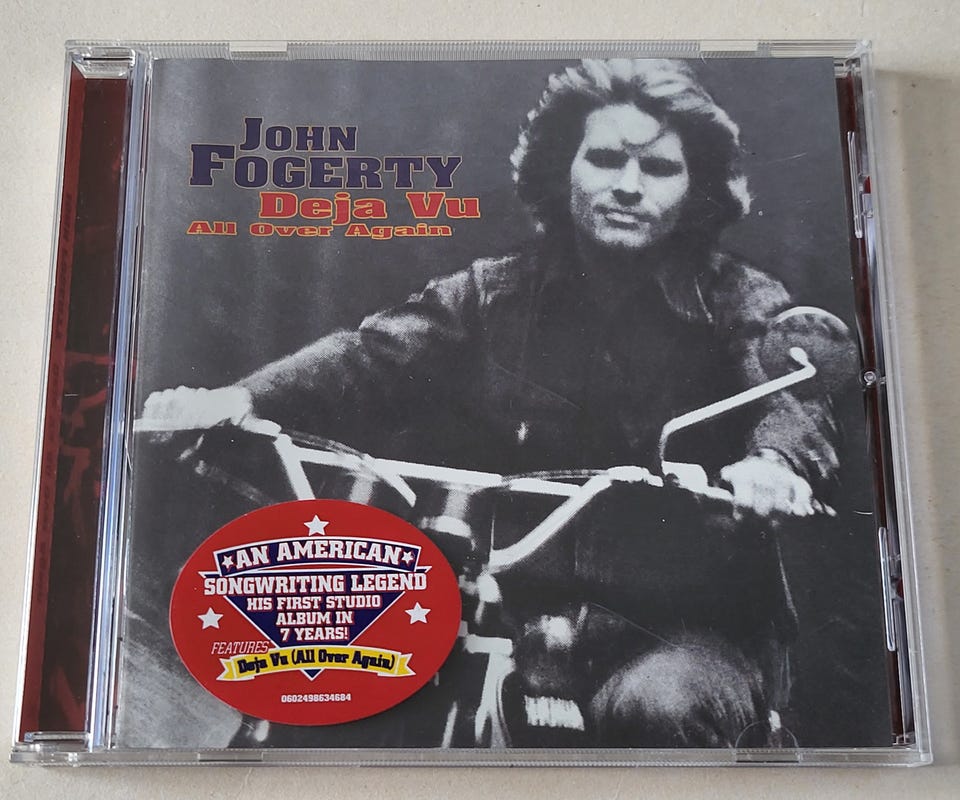 JOHN
FOGERTY
Deja Vu
All Over Again
AN AMERICAN
SONGWRITING LEGEND
HIS FIRST STUDIO
ALBUM IN
7 YEARS!
FEATURES
Deja Vu (All Over Again)
0602498634684